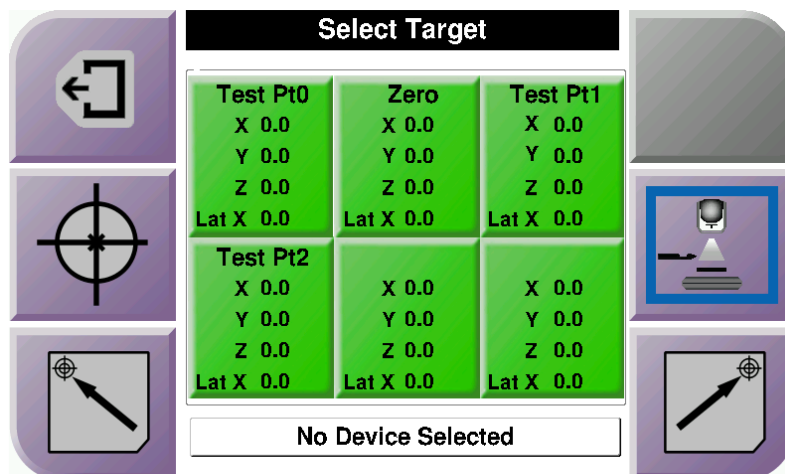 Select Target
Test Pt0 Zero Test Pt1
X 0.0 X 0.0 X 0.0
Y 0.0 Y 0.0 Y 0.0
Z 0.0 Z 0.0 Z 0.0
Lat X 0.0 Lat X 0.0 Lat X 0.0
Test Pt2
X 0.0 X 0.0 X 0.0
Y 0.0 Y 0.0 Y 0.0
Z 0.0 Z 0.0 Z 0.0
Lat X 0.0 Lat X 0.0 Lat X 0.0
No Device Selected